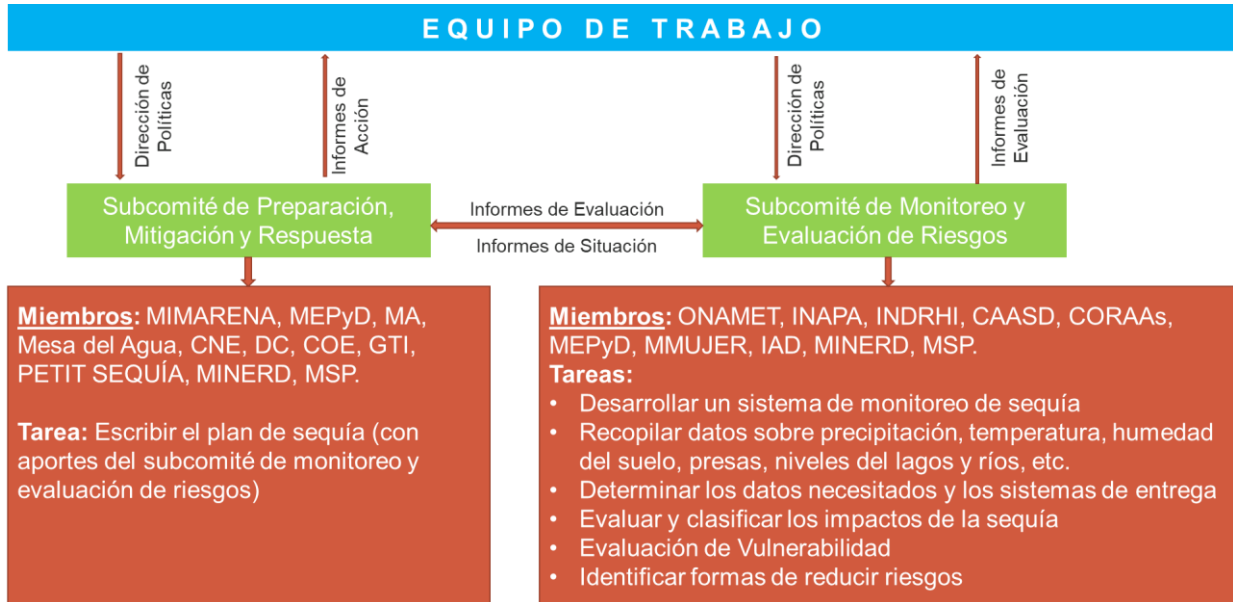 EQUIPO DE TRABAJO
Dirección de
Políticas
Informes de
Acción
Dirección de
Políticas
Informes de
Evaluación
Subcomité de Preparación,
Mitigación y Respuesta
Informes de Evaluación
Informes de Situación
Subcomité de Monitoreo y
Evaluación de Riesgos
Miembros: MIMARENA, MEPyD, MA,
Mesa del Agua, CNE, DC, COE, GTI,
PETIT SEQUÍA, MINERD, MSP.
Tarea: Escribir el plan de sequía (con
aportes del subcomité de monitoreo y
evaluación de riesgos)
Miembros: ONAMET, INAPA, INDRHI, CAASD, CORAAs,
MEPyD, MMUJER, IAD, MINERD, MSP.
Tareas:
• Desarrollar un sistema de monitoreo de sequía
• Recopilar datos sobre precipitación, temperatura, humedad
del suelo, presas, niveles del lagos y ríos, etc.
• Determinar los datos necesitados y los sistemas de entrega
• Evaluar y clasificar los impactos de la sequía
• Evaluación de Vulnerabilidad
• Identificar formas de reducir riesgos